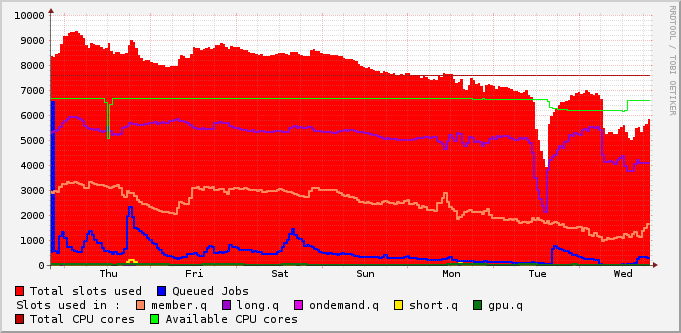 10000
9000
8000
7000
6000
5000
4000
3000
2000
1000
0
Thu Fri Sat Sun Mon Tue Wed
RRDTOOL / TOBI OETIKER
Total slots used Queued Jobs
Slots used in : member.q long.q ondemand.q short.q gpu.q
Total CPU cores Available CPU cores